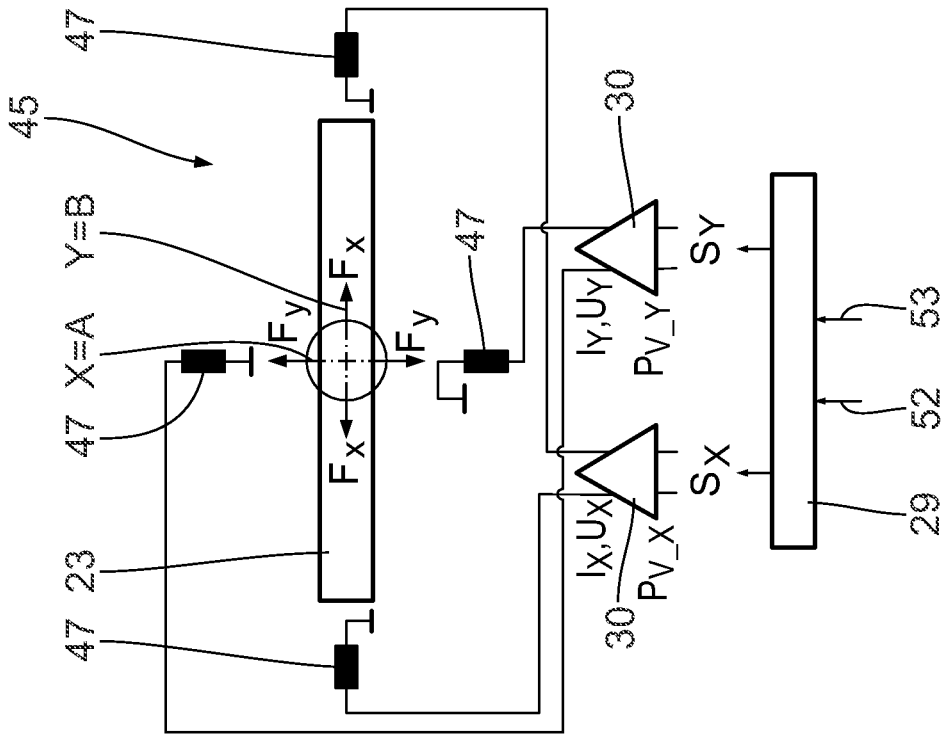 47
45
Y=B
X=A
47
23
47
F_y
F_x
F_x
F_y
47
30
I_Y,U_Y
P_V_Y
S_Y
30
I_X,U_X
P_V_X
S_X
53
52
29